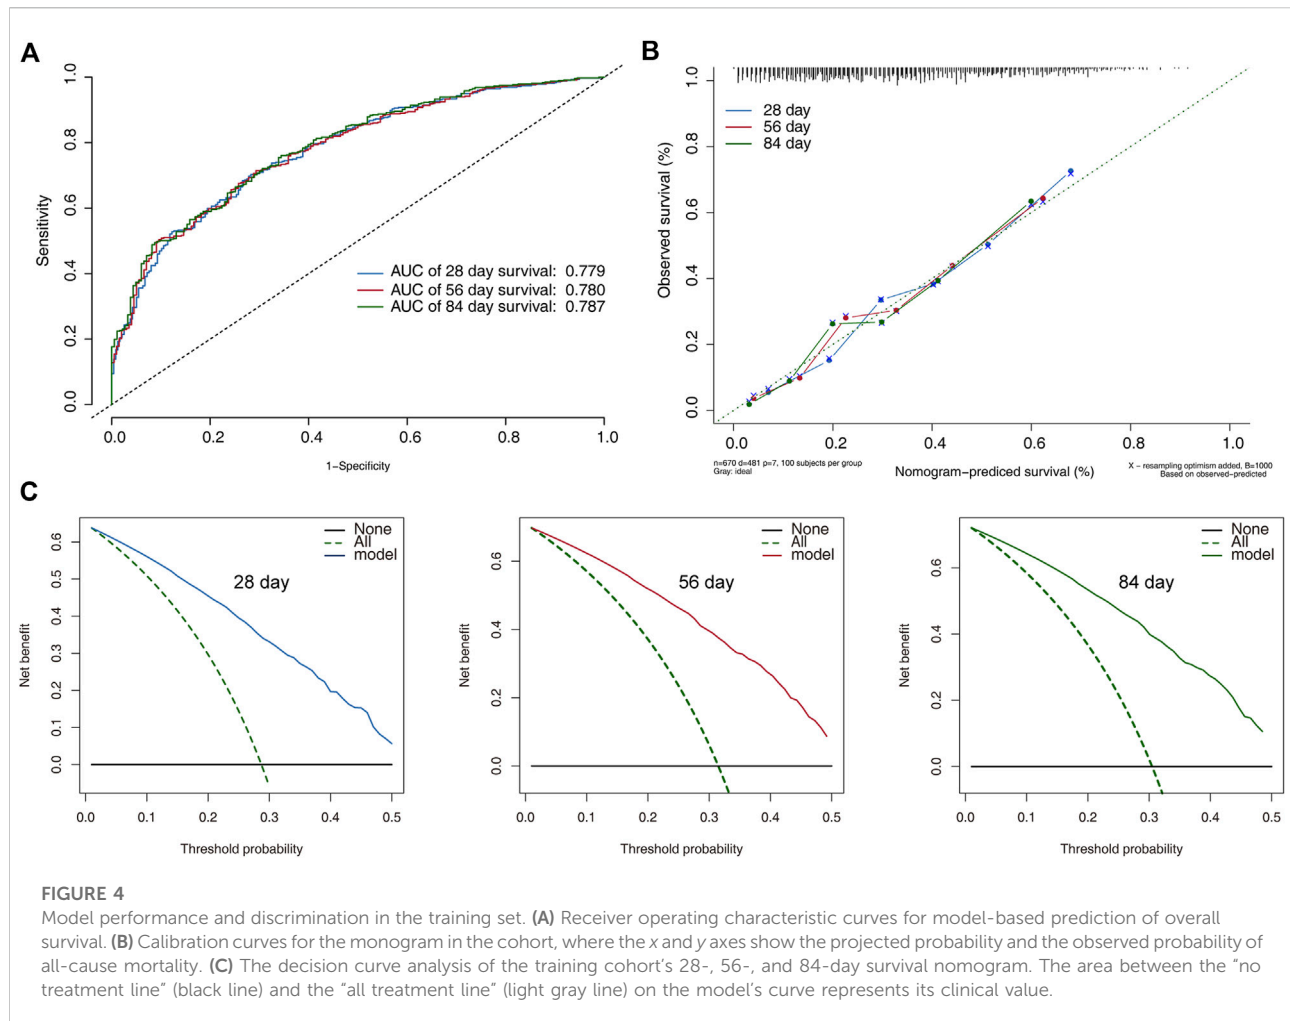 A
1.0
0.8
0.6
0.4
0.2
0.0
Sensitivity
AUC of 28 day survival: 0.779
AUC of 56 day survival: 0.780
AUC of 84 day survival: 0.787
0.0 0.2 0.4 0.6 0.8 1.0
1−Specificity
B
1.0
0.8
0.6
0.4
0.2
0.0
Observed survival (%)
28 day
56 day
84 day
0.0 0.2 0.4 0.6 0.8 1.0
n=670 d=481 p=7, 100 subjects per group
Gray: ideal
Nomogram−prediced survival (%)
X − resampling optimism added, B=1000
Based on observed−predicted
C
0.6
0.5
0.4
0.3
0.2
0.1
0.0
Net benefit
None
All
model
28 day
0.0 0.1 0.2 0.3 0.4 0.5
Threshold probability
0.6
0.4
0.2
0.0
Net benefit
None
All
model
56 day
0.0 0.1 0.2 0.3 0.4 0.5
Threshold probability
0.6
0.4
0.2
0.0
Net benefit
None
All
model
84 day
0.0 0.1 0.2 0.3 0.4 0.5
Threshold probability
FIGURE 4
Model performance and discrimination in the training set. (A) Receiver operating characteristic curves for model-based prediction of overall
survival. (B) Calibration curves for the monogram in the cohort, where the x and y axes show the projected probability and the observed probability of
all-cause mortality. (C) The decision curve analysis of the training cohort's 28-, 56-, and 84-day survival nomogram. The area between the "no
treatment line" (black line) and the "all treatment line" (light gray line) on the model's curve represents its clinical value.